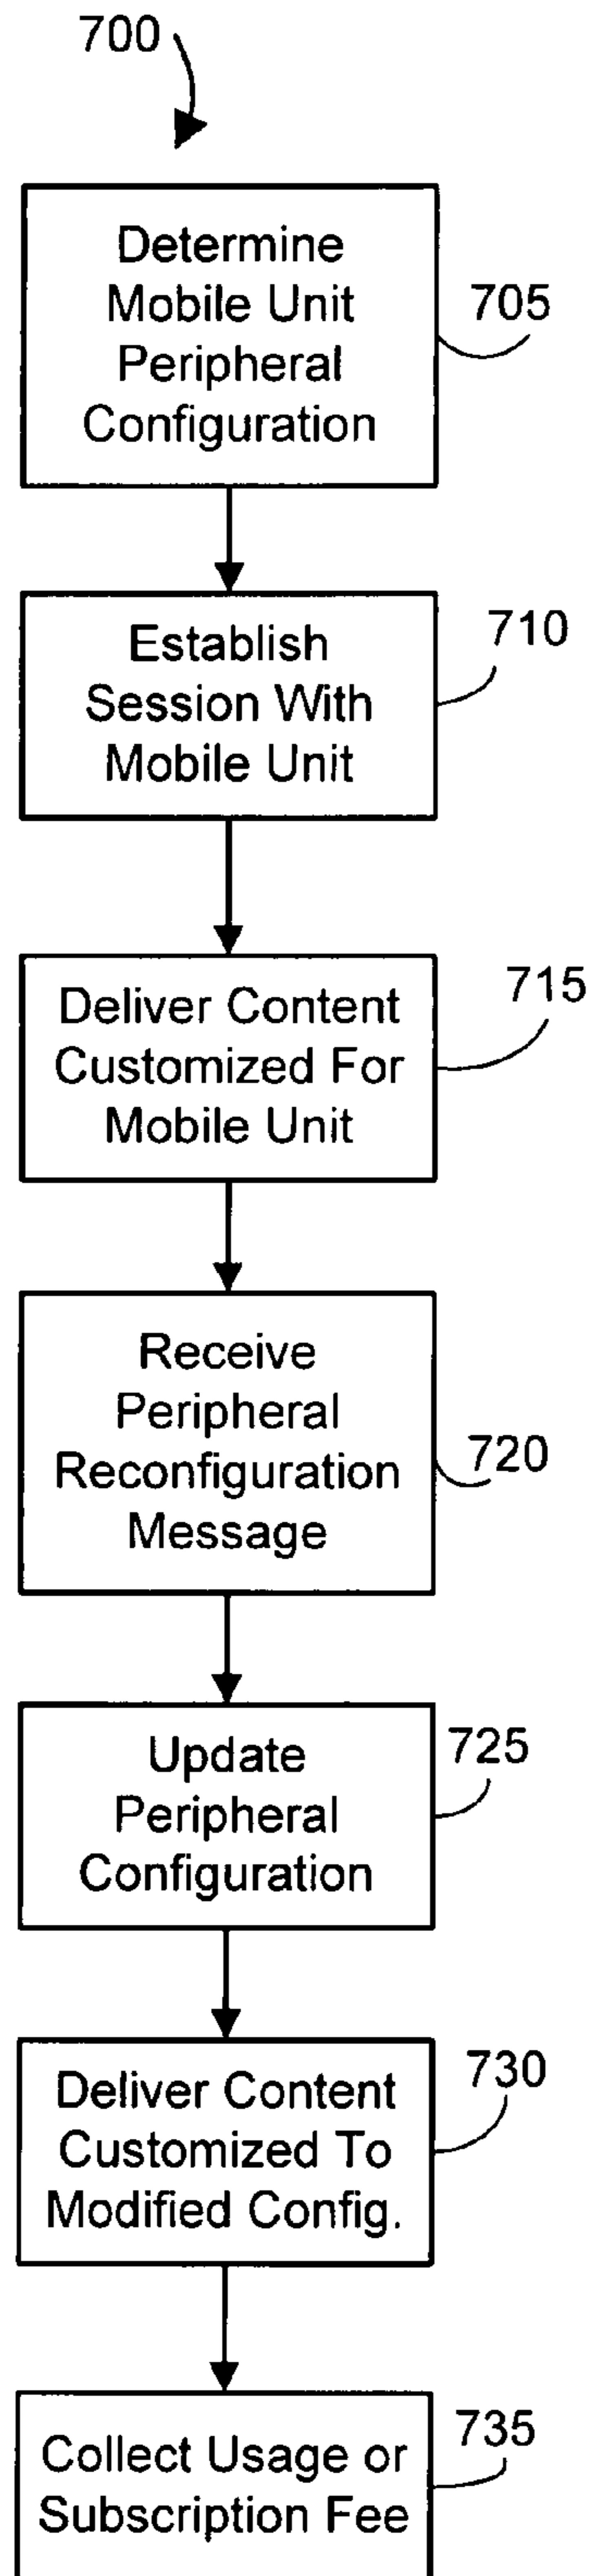 700
Determine
Mobile Unit
Peripheral
Configuration
705
Establish
Session With
Mobile Unit
710
Deliver Content
Customized For
Mobile Unit
715
Receive
Peripheral
Reconfiguration
Message
720
Update
Peripheral
Configuration
725
Deliver Content
Customized To
Modified Config.
730
Collect Usage or
Subscription Fee
735